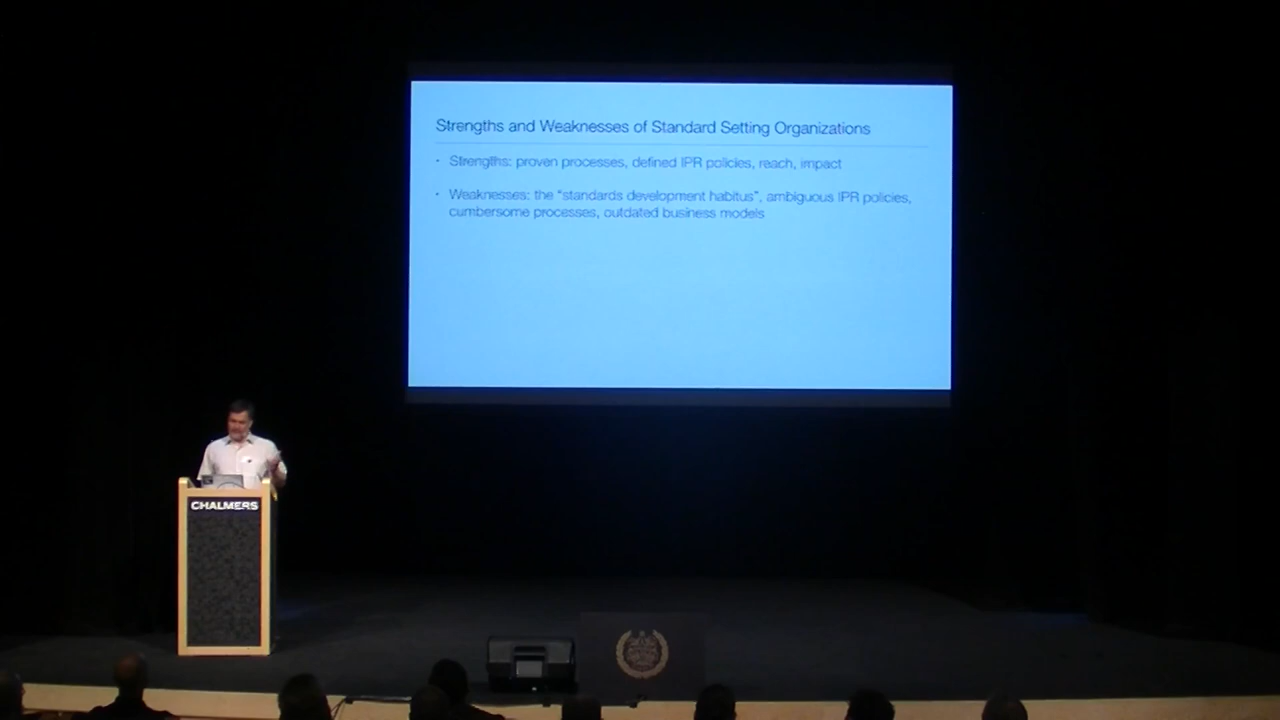 Strengths and Weaknesses of Standard Setting Organizations
· Strengths: proven processes, defined IPR policies, reach, impact
· Weaknesses: the "standards development habitus", ambiguous IPR policies,
cumbersome processes, outdated business models
CHALMERS